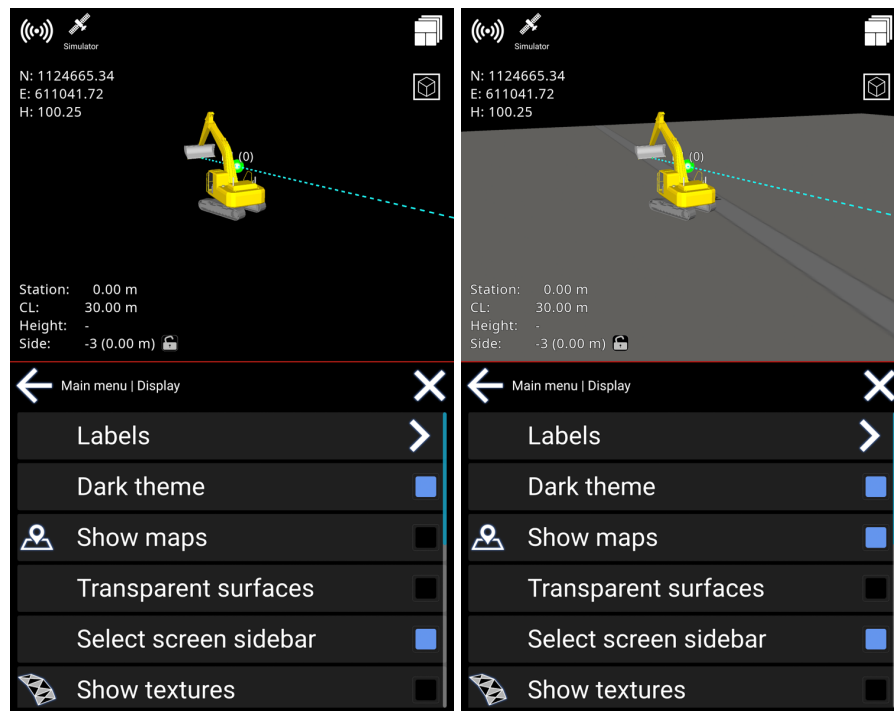 Simulator
N: 1124665.34
E: 611041.72
H: 100.25
(0)
Station: 0.00 m
CL: 30.00 m
Height: -
Side: -3 (0.00 m)
Main menu | Display
Labels
Dark theme
Show maps
Transparent surfaces
Select screen sidebar
Show textures
Simulator
N: 1124665.34
E: 611041.72
H: 100.25
(0)
Station: 0.00 m
CL: 30.00 m
Height: -
Side: -3 (0.00 m)
Main menu | Display
Labels
Dark theme
Show maps
Transparent surfaces
Select screen sidebar
Show textures